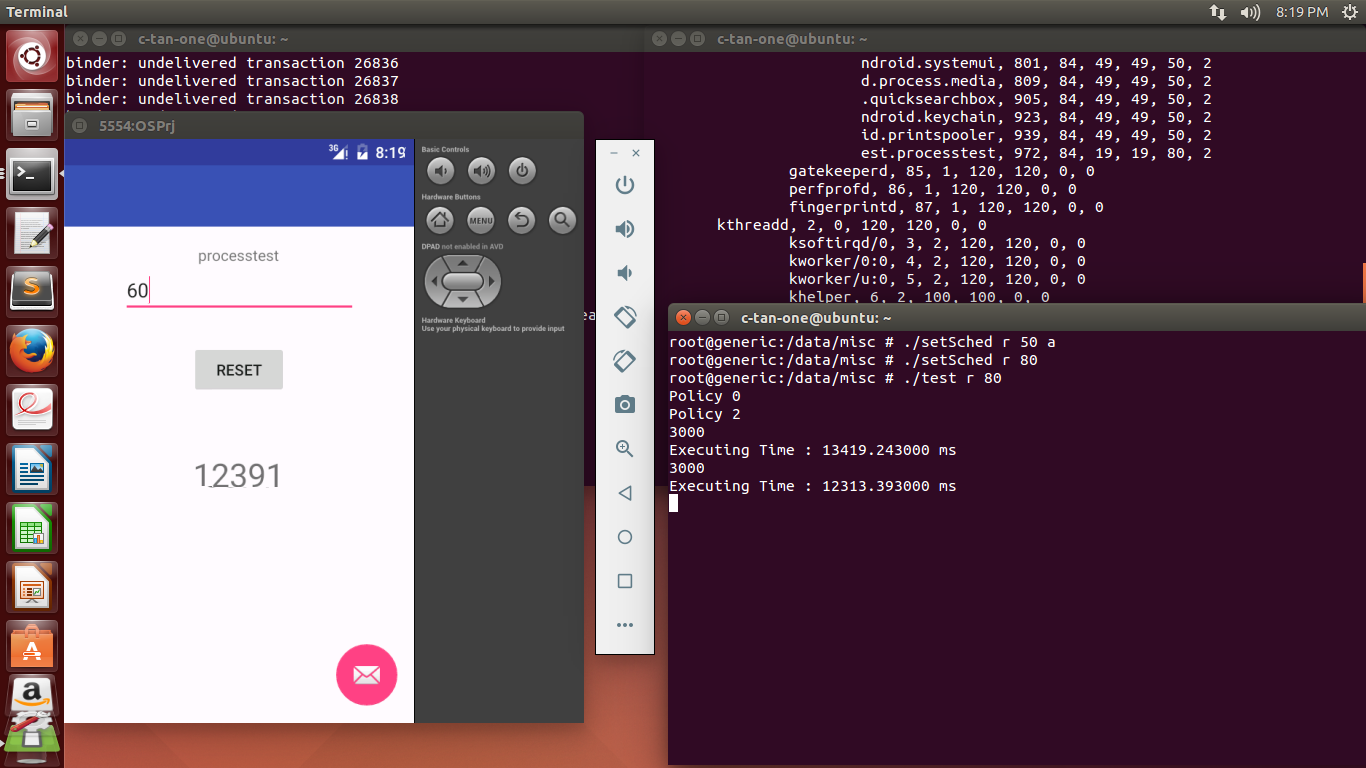 Terminal
8:19 PM
c-tan-one@ubuntu: ~
binder: undelivered transaction 26836
binder: undelivered transaction 26837
binder: undelivered transaction 26838
c-tan-one@ubuntu: ~
ndroid.systemui, 801, 84, 49, 49, 50, 2
d.process.media, 809, 84, 49, 49, 50, 2
.quicksearchbox, 905, 84, 49, 49, 50, 2
ndroid.keychain, 923, 84, 49, 49, 50, 2
id.printspooler, 939, 84, 49, 49, 50, 2
est.processtest, 972, 84, 19, 19, 80, 2
gatekeeperd, 85, 1, 120, 120, 0, 0
perfprofd, 86, 1, 120, 120, 0, 0
fingerprintd, 87, 1, 120, 120, 0, 0
kthreadd, 2, 0, 120, 120, 0, 0
ksoftirqd/0, 3, 2, 120, 120, 0, 0
kworker/0:0, 4, 2, 120, 120, 0, 0
kworker/u:0, 5, 2, 120, 120, 0, 0
khelper, 6, 2, 100, 100, 0, 0
5554:OSPrj
3G 8:19
processtest
60
RESET
12391
Basic Controls
Hardware Buttons
MENU
DPAD not enabled in AVD
Hardware Keyboard
Use your physical keyboard to provide input
ea
c-tan-one@ubuntu: ~
root@generic:/data/misc # ./setSched r 50 a
root@generic:/data/misc # ./setSched r 80
root@generic:/data/misc # ./test r 80
Policy 0
Policy 2
3000
Executing Time : 13419.243000 ms
3000
Executing Time : 12313.393000 ms